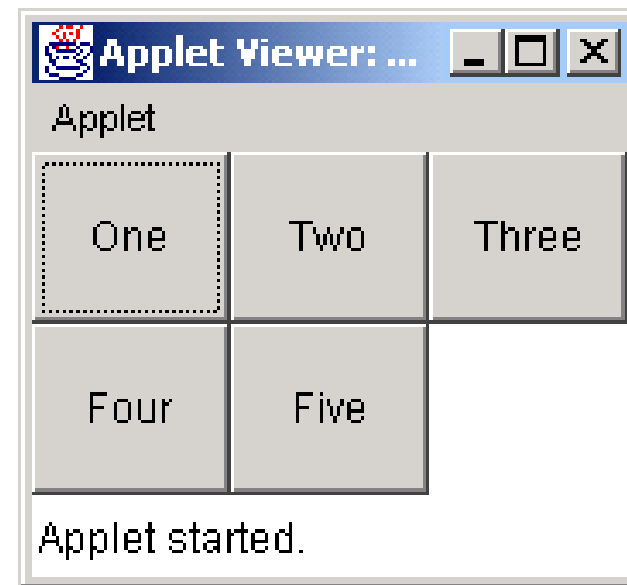 Applet Viewer: ...
Applet
One Two Three
Four Five
Applet started.